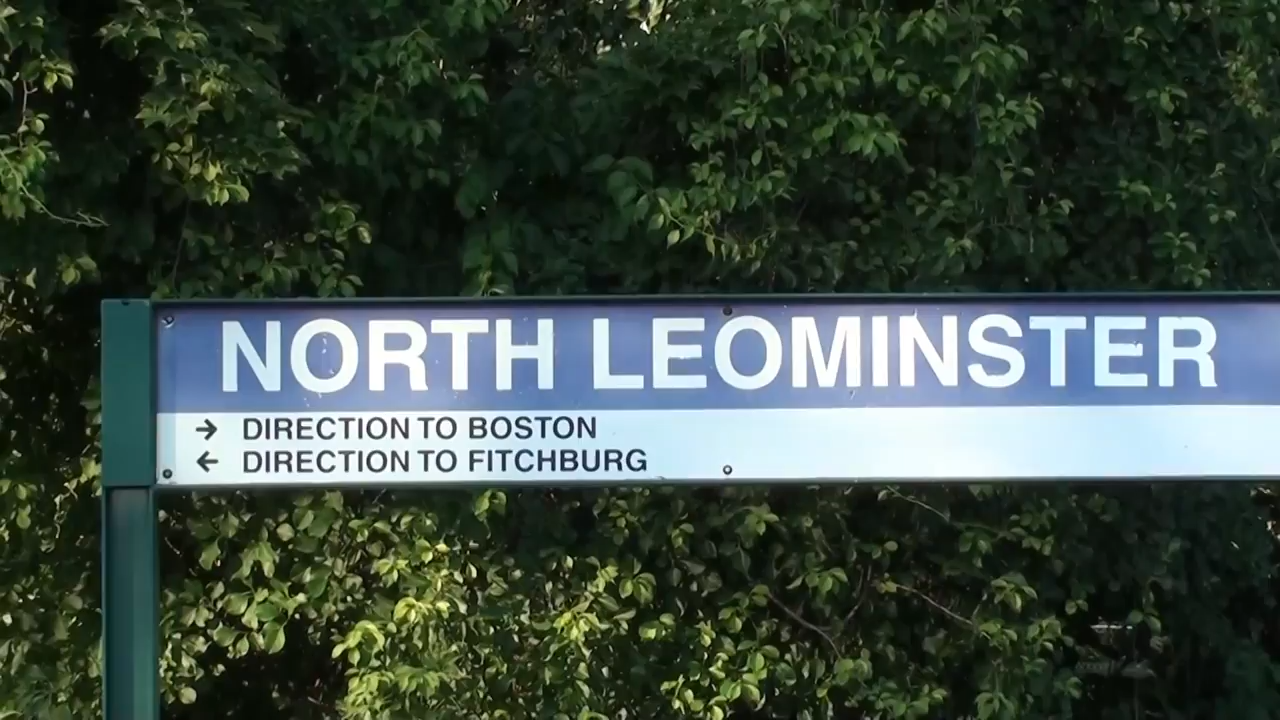 NORTH LEOMINSTER
→ DIRECTION TO BOSTON
← DIRECTION TO FITCHBURG